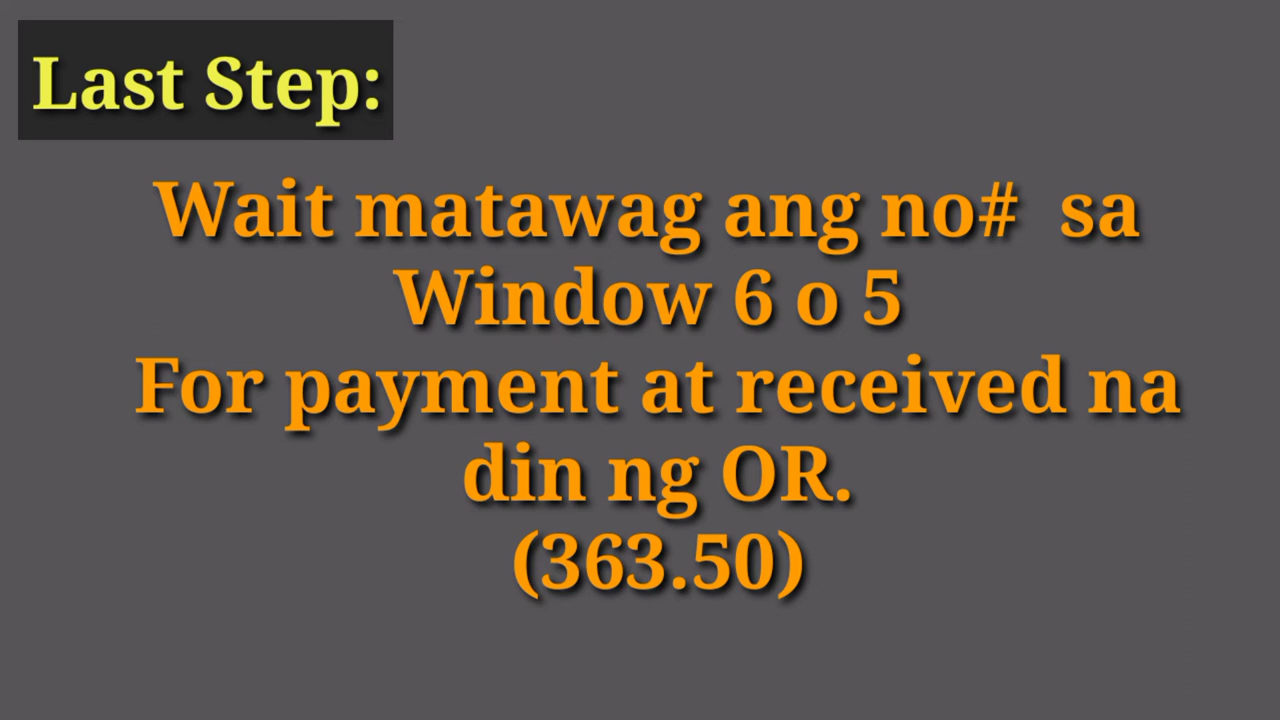 Last Step:
Wait matawag ang no# sa
Window 6 o 5
For payment at received na
din ng OR.
(363.50)